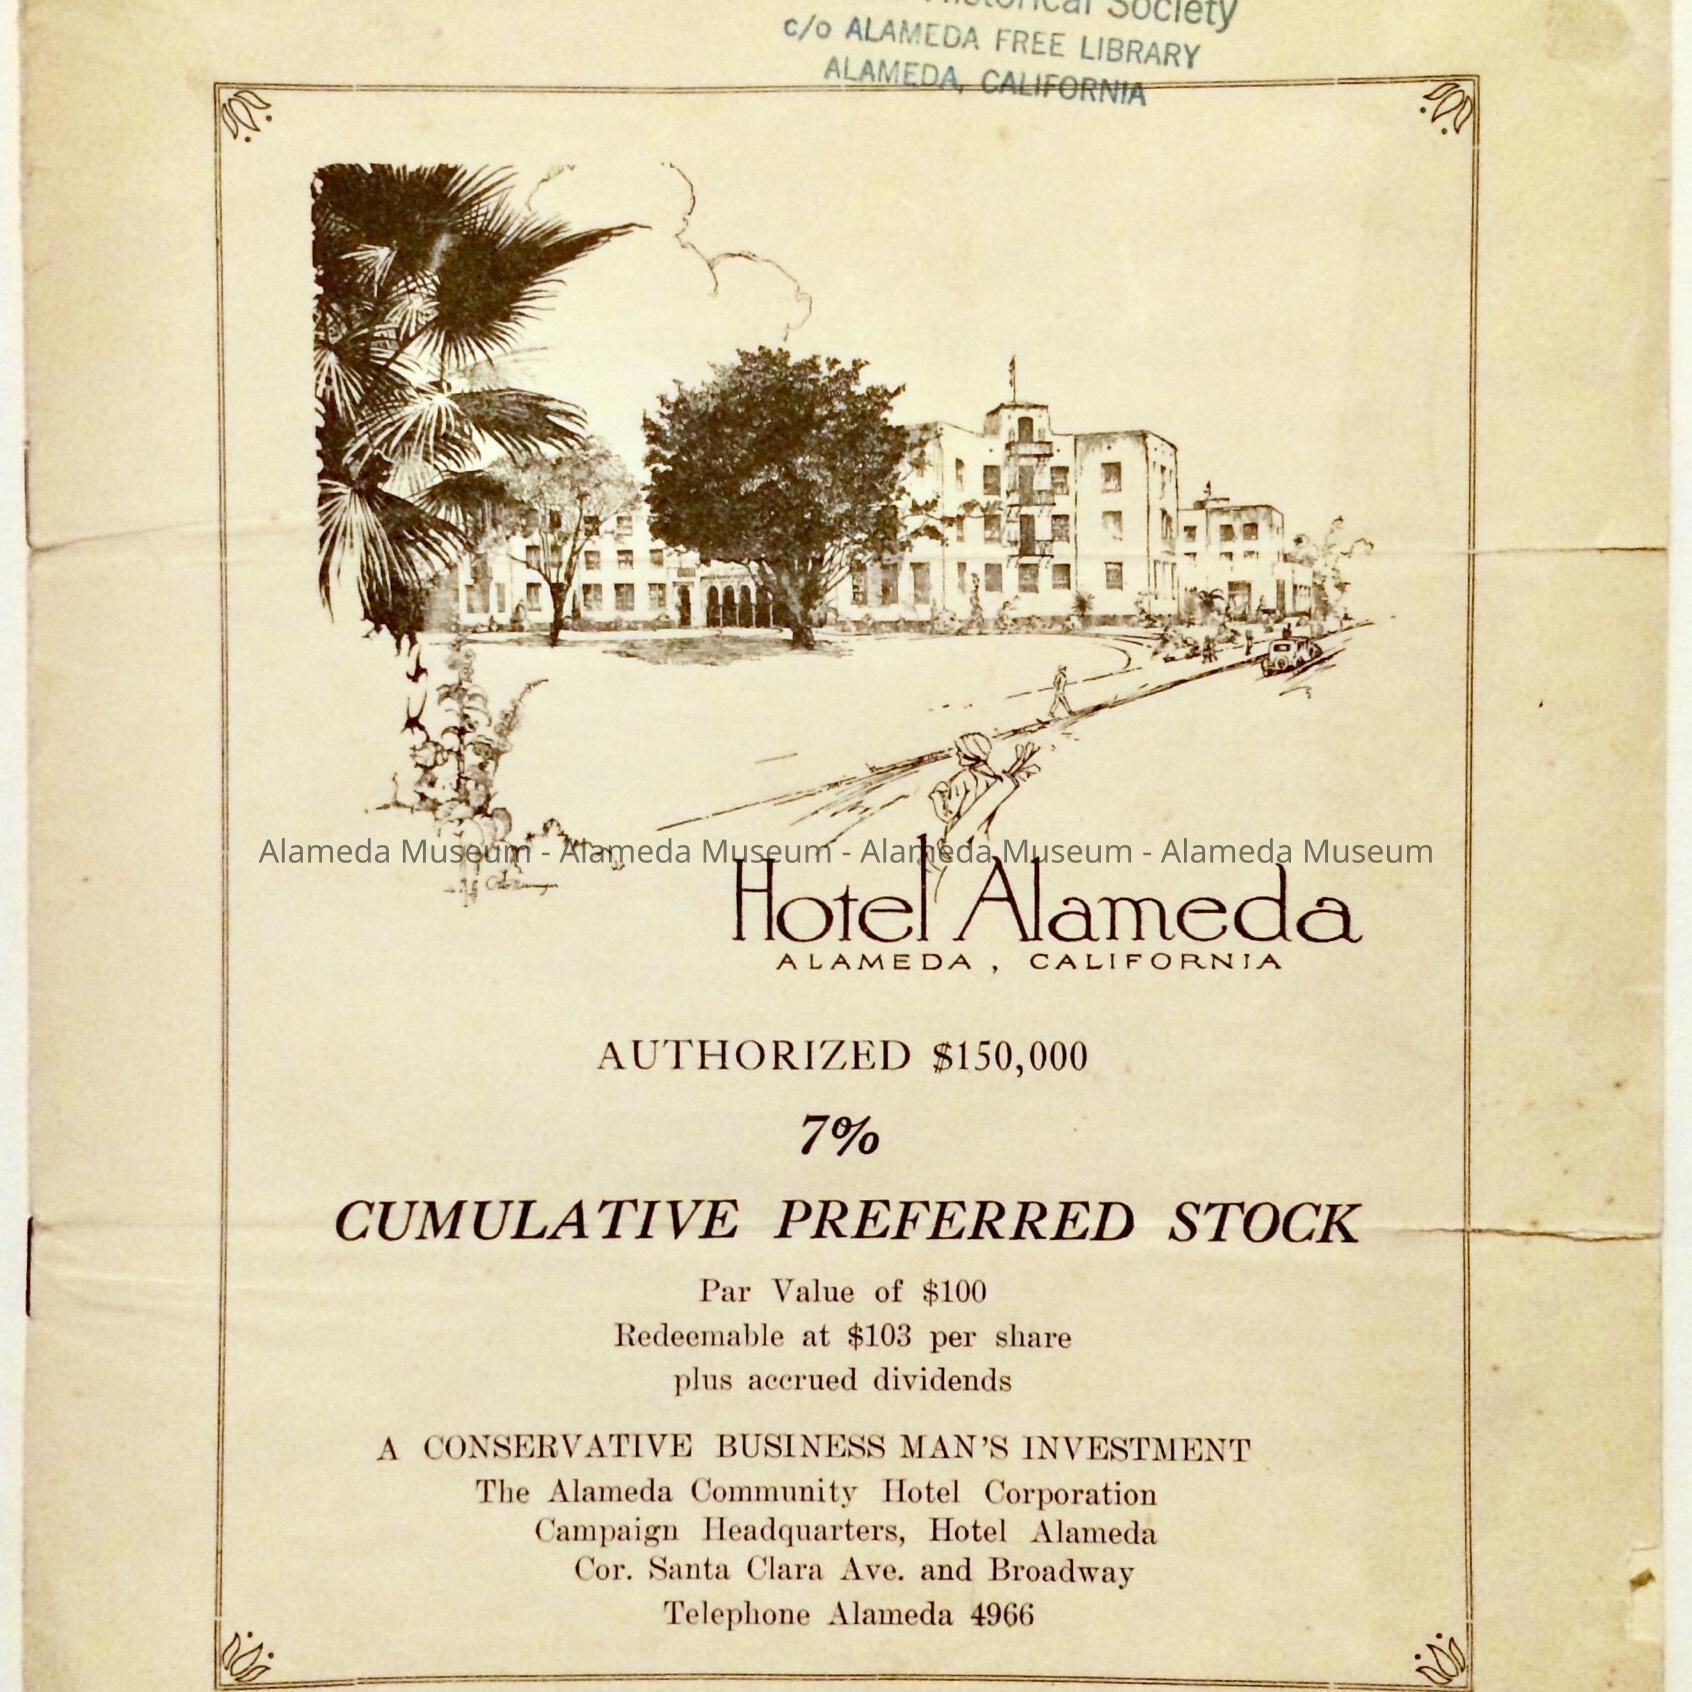 Historical Society
c/o ALAMEDA FREE LIBRARY
ALAMEDA, CALIFORNIA
Alameda Museum - Alameda Museum - Alameda Museum - Alameda Museum
Hotel Alameda
ALAMEDA, CALIFORNIA
AUTHORIZED $150,000
7%
CUMULATIVE PREFERRED STOCK
Par Value of $100
Redeemable at $103 per share
plus accrued dividends
A CONSERVATIVE BUSINESS MAN'S INVESTMENT
The Alameda Community Hotel Corporation
Campaign Headquarters, Hotel Alameda
Cor. Santa Clara Ave. and Broadway
Telephone Alameda 4966